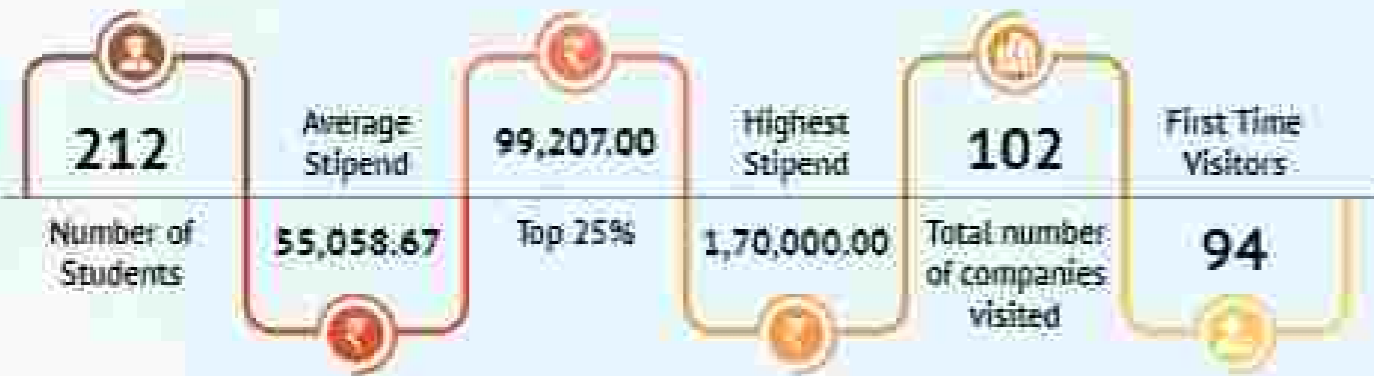 212
Number of
Students
Average
Stipend
55,058.67
99,207.00
Top 25%
Highest
Stipend
1,70,000.00
102
Total number
of companies
visited
First Time
Visitors
94